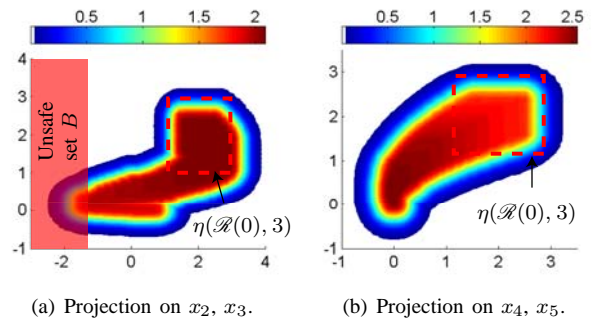 0.5 1 1.5 2
0.5 1 1.5 2 2.5
4
3
2
1
0
-1
-2 0 2 4
Unsafe
set B
η(ℛ(0), 3)
4
3
2
1
0
-1
-1 0 1 2 3
η(ℛ(0), 3)
(a) Projection on x₂, x₃.
(b) Projection on x₄, x₅.